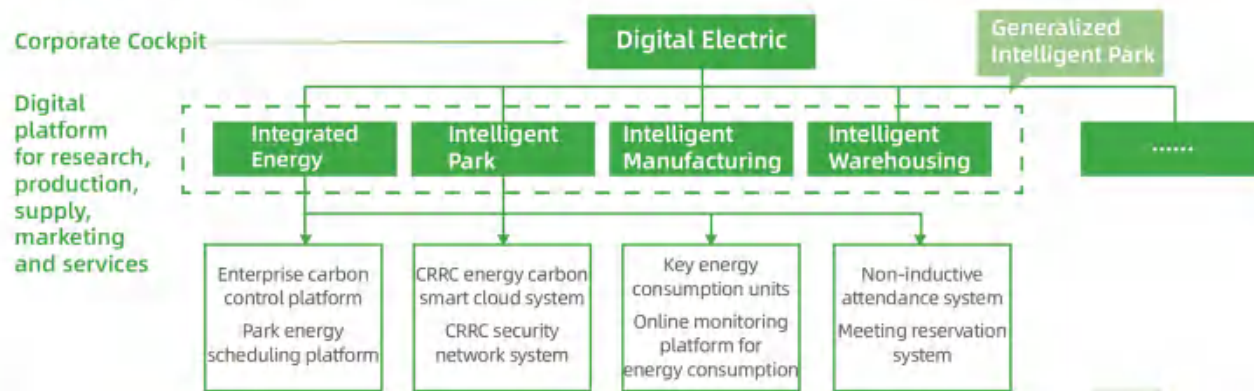 Corporate Cockpit
Digital Electric
Generalized
Intelligent Park
Digital
platform
for research,
production,
supply,
marketing
and services
Integrated
Energy
Intelligent
Park
Intelligent
Manufacturing
Intelligent
Warehousing
......
Enterprise carbon
control platform
Park energy
scheduling platform
CRRC energy carbon
smart cloud system
CRRC security
network system
Key energy
consumption units
Online monitoring
platform for
energy consumption
Non-inductive
attendance system
Meeting reservation
system